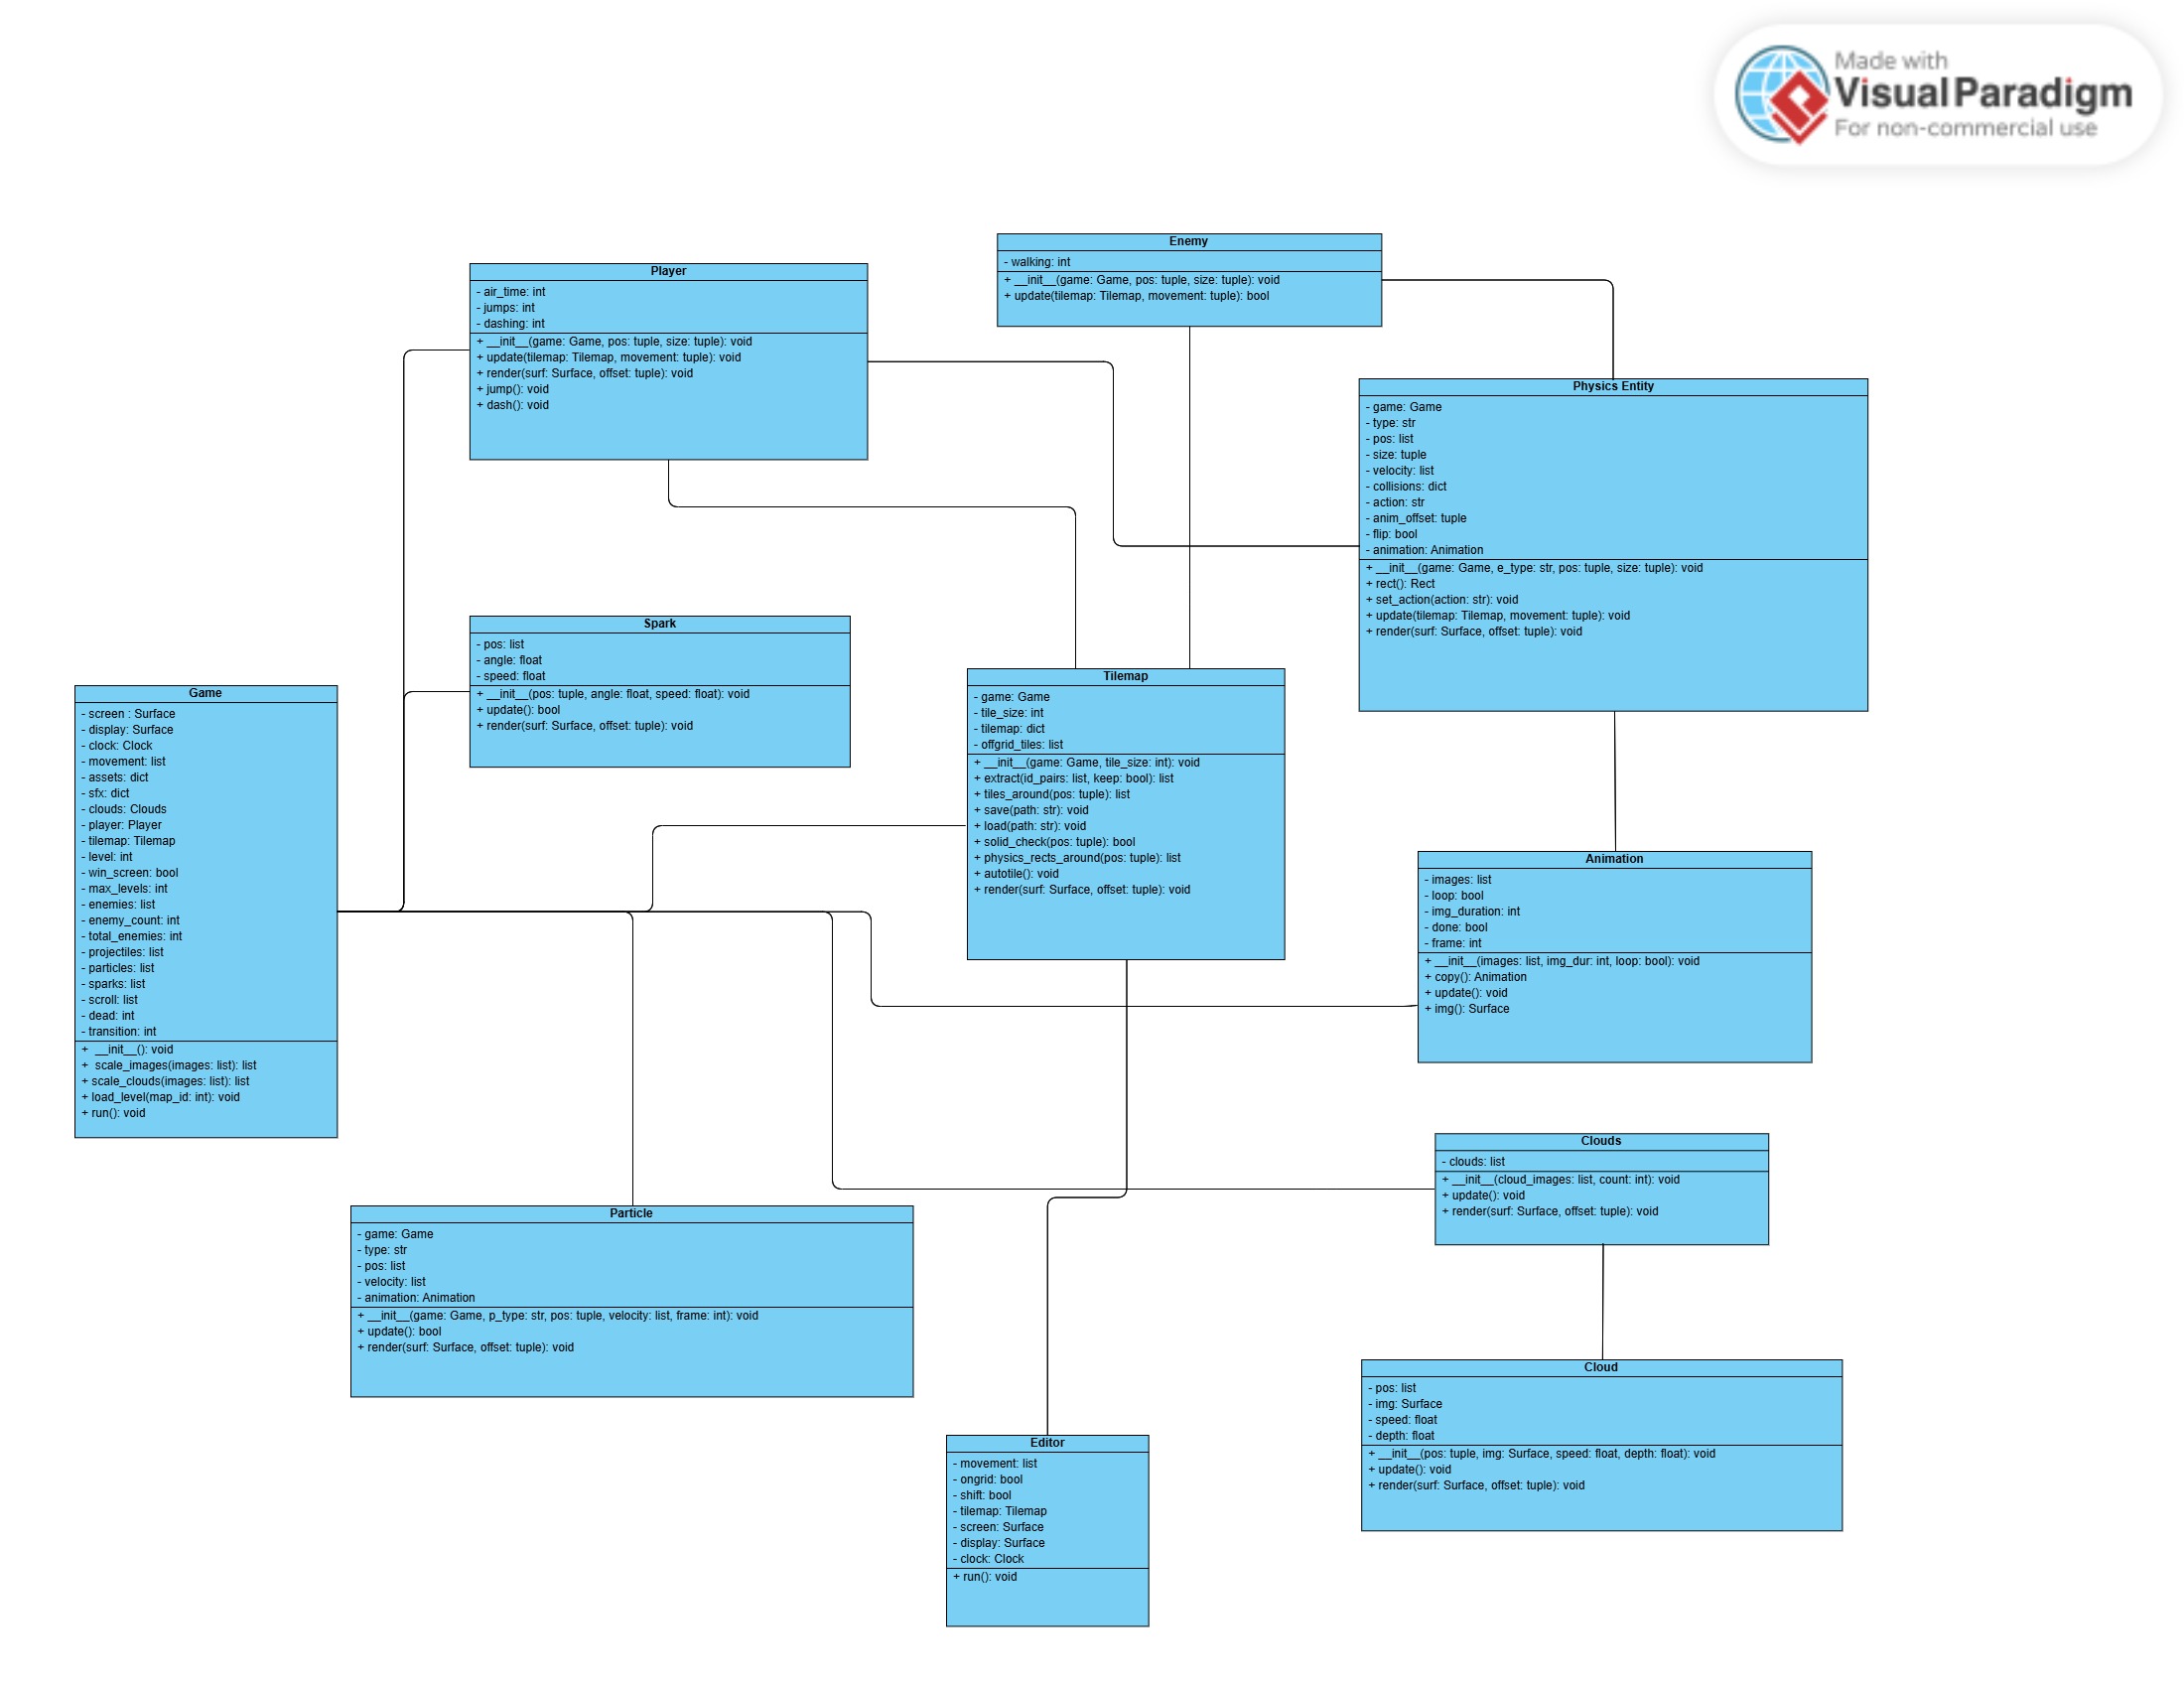 Made with
Visual Paradigm
For non-commercial use
Enemy
- walking: int
+ __init__(game: Game, pos: tuple, size: tuple): void
+ update(tilemap: Tilemap, movement: tuple): bool
Player
- air_time: int
- jumps: int
- dashing: int
+ __init__(game: Game, pos: tuple, size: tuple): void
+ update(tilemap: Tilemap, movement: tuple): void
+ render(surf: Surface, offset: tuple): void
+ jump(): void
+ dash(): void
Physics Entity
- game: Game
- type: str
- pos: list
- size: tuple
- velocity: list
- collisions: dict
- action: str
- anim_offset: tuple
- flip: bool
- animation: Animation
+ __init__(game: Game, e_type: str, pos: tuple, size: tuple): void
+ rect(): Rect
+ set_action(action: str): void
+ update(tilemap: Tilemap, movement: tuple): void
+ render(surf: Surface, offset: tuple): void
Spark
- pos: list
- angle: float
- speed: float
+ __init__(pos: tuple, angle: float, speed: float): void
+ update(): bool
+ render(surf: Surface, offset: tuple): void
Tilemap
- game: Game
- tile_size: int
- tilemap: dict
- offgrid_tiles: list
+ __init__(game: Game, tile_size: int): void
+ extract(id_pairs: list, keep: bool): list
+ tiles_around(pos: tuple): list
+ save(path: str): void
+ load(path: str): void
+ solid_check(pos: tuple): bool
+ physics_rects_around(pos: tuple): list
+ autotile(): void
+ render(surf: Surface, offset: tuple): void
Game
- screen : Surface
- display: Surface
- clock: Clock
- movement: list
- assets: dict
- sfx: dict
- clouds: Clouds
- player: Player
- tilemap: Tilemap
- level: int
- win_screen: bool
- max_levels: int
- enemies: list
- enemy_count: int
- total_enemies: int
- projectiles: list
- particles: list
- sparks: list
- scroll: list
- dead: int
- transition: int
+ __init__(): void
+ scale_images(images: list): list
+ scale_clouds(images: list): list
+ load_level(map_id: int): void
+ run(): void
Animation
- images: list
- loop: bool
- img_duration: int
- done: bool
- frame: int
+ __init__(images: list, img_dur: int, loop: bool): void
+ copy(): Animation
+ update(): void
+ img(): Surface
Clouds
- clouds: list
+ __init__(cloud_images: list, count: int): void
+ update(): void
+ render(surf: Surface, offset: tuple): void
Particle
- game: Game
- type: str
- pos: list
- velocity: list
- animation: Animation
+ __init__(game: Game, p_type: str, pos: tuple, velocity: list, frame: int): void
+ update(): bool
+ render(surf: Surface, offset: tuple): void
Cloud
- pos: list
- img: Surface
- speed: float
- depth: float
+ __init__(pos: tuple, img: Surface, speed: float, depth: float): void
+ update(): void
+ render(surf: Surface, offset: tuple): void
Editor
- movement: list
- ongrid: bool
- shift: bool
- tilemap: Tilemap
- screen: Surface
- display: Surface
- clock: Clock
+ run(): void